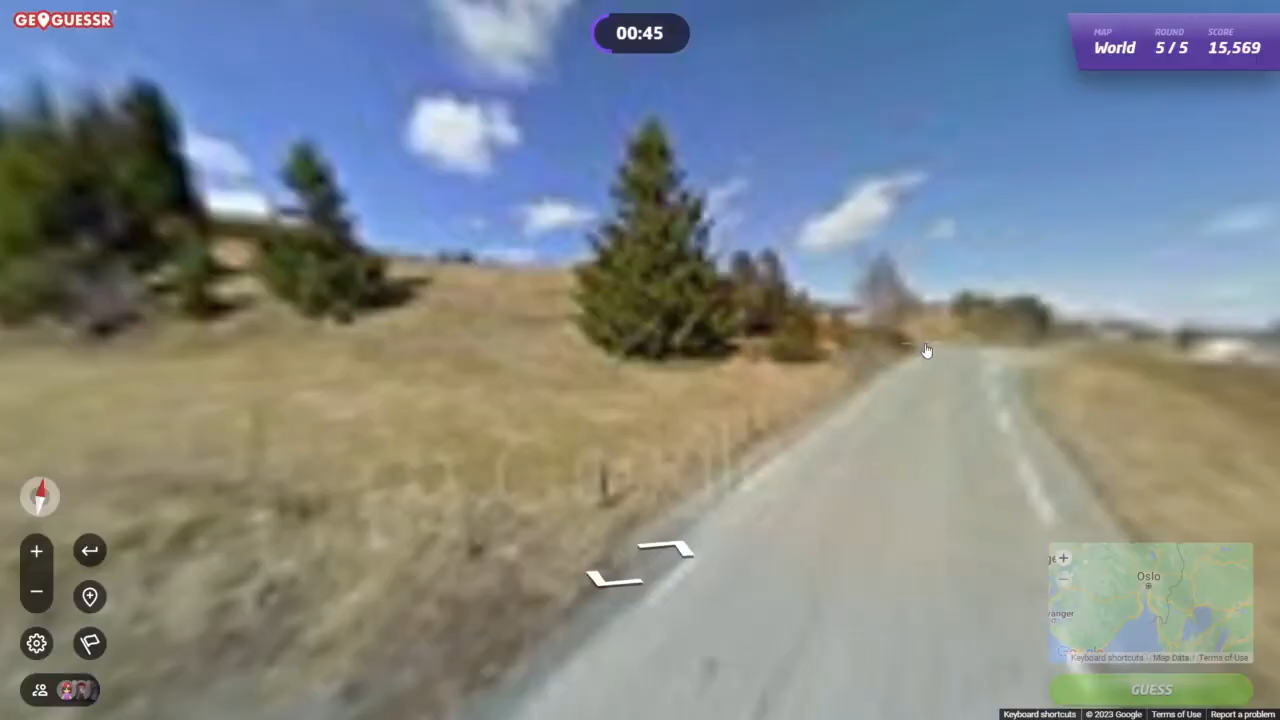 GEOGUESSR
00:45
MAP ROUND SCORE
World 5 / 5 15,569
Oslo
Keyboard shortcuts Map Data Terms of Use
GUESS
Keyboard shortcuts © 2023 Google Terms of Use Report a problem